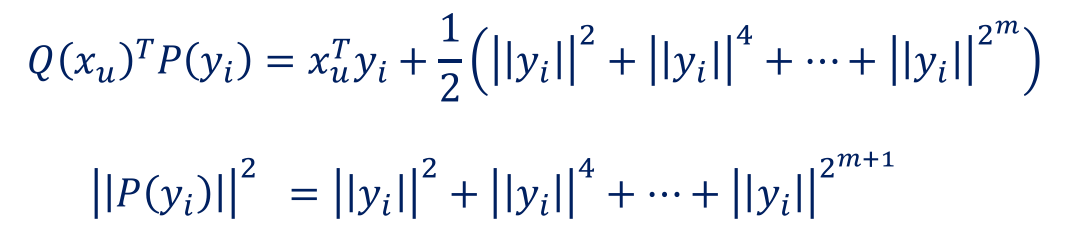 Q(x_u)^T P(y_i) = x_u^T y_i + \frac{1}{2}(||y_i||^2 + ||y_i||^4 + ⋯ + ||y_i||^{2^m})
||P(y_i)||^2 = ||y_i||^2 + ||y_i||^4 + ⋯ + ||y_i||^{2^{m+1}}